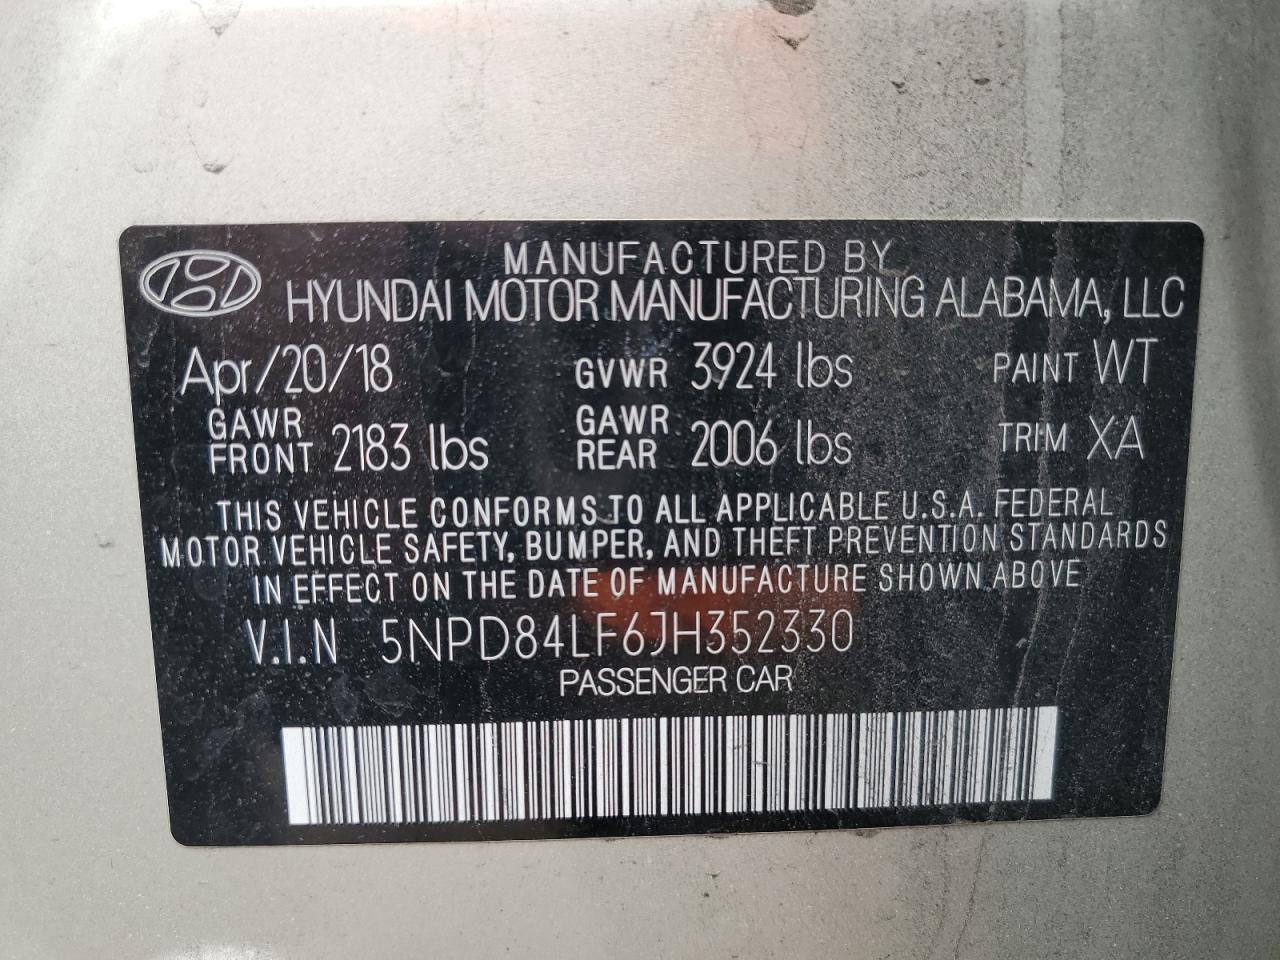 MANUFACTURED BY
HYUNDAI MOTOR MANUFACTURING ALABAMA, LLC
Apr/20/18 GVWR 3924 lbs PAINT WT
GAWR FRONT 2183 lbs GAWR REAR 2006 lbs TRIM XA
THIS VEHICLE CONFORMS TO ALL APPLICABLE U.S.A. FEDERAL
MOTOR VEHICLE SAFETY, BUMPER, AND THEFT PREVENTION STANDARDS
IN EFFECT ON THE DATE OF MANUFACTURE SHOWN ABOVE
V.I.N 5NPD84LF6JH352330
PASSENGER CAR